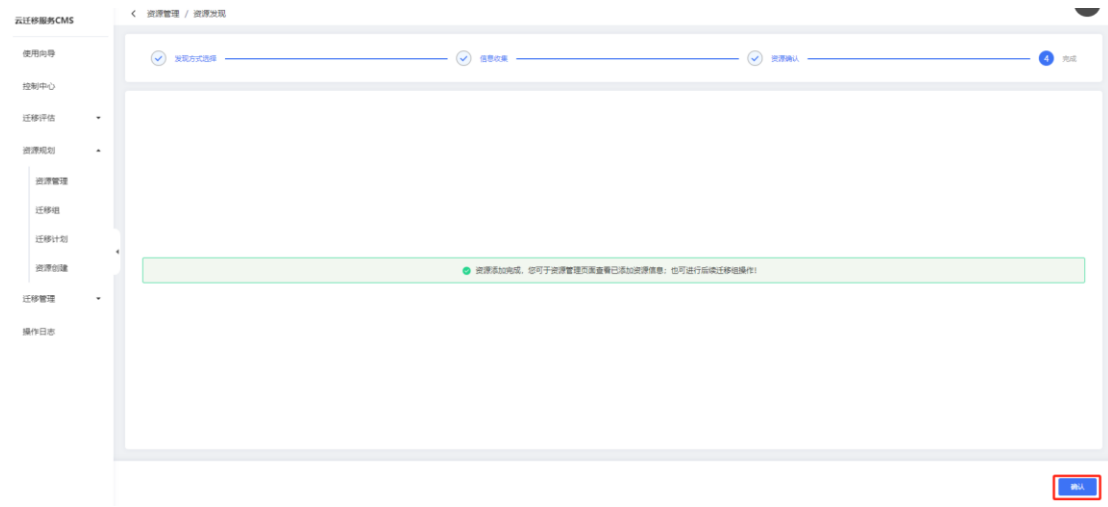 云迁移服务CMS
资源管理 / 资源发现
使用向导
发现方式选择
信息收集
资源确认
4 完成
控制中心
迁移评估
资源规划
资源管理
迁移组
迁移计划
资源创建
资源添加完成，您可于资源管理页面查看已添加资源信息；也可进行后续迁移组操作！
迁移管理
操作日志
确认